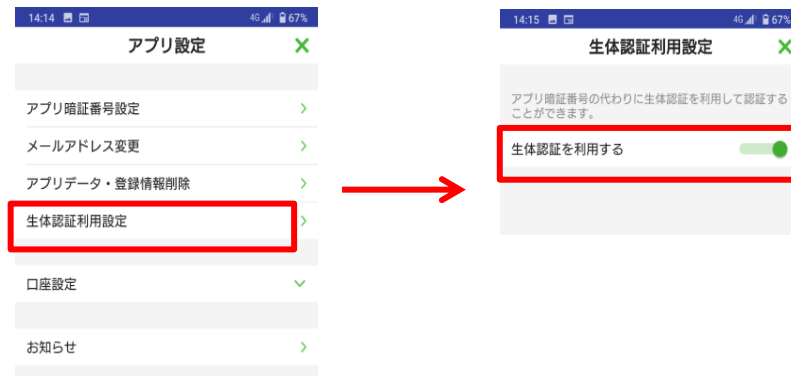 14:14 4G 67%
アプリ設定
アプリ暗証番号設定
メールアドレス変更
アプリデータ・登録情報削除
生体認証利用設定
口座設定
お知らせ
14:15 4G 67%
生体認証利用設定
アプリ暗証番号の代わりに生体認証を利用して認証する
ことができます。
生体認証を利用する